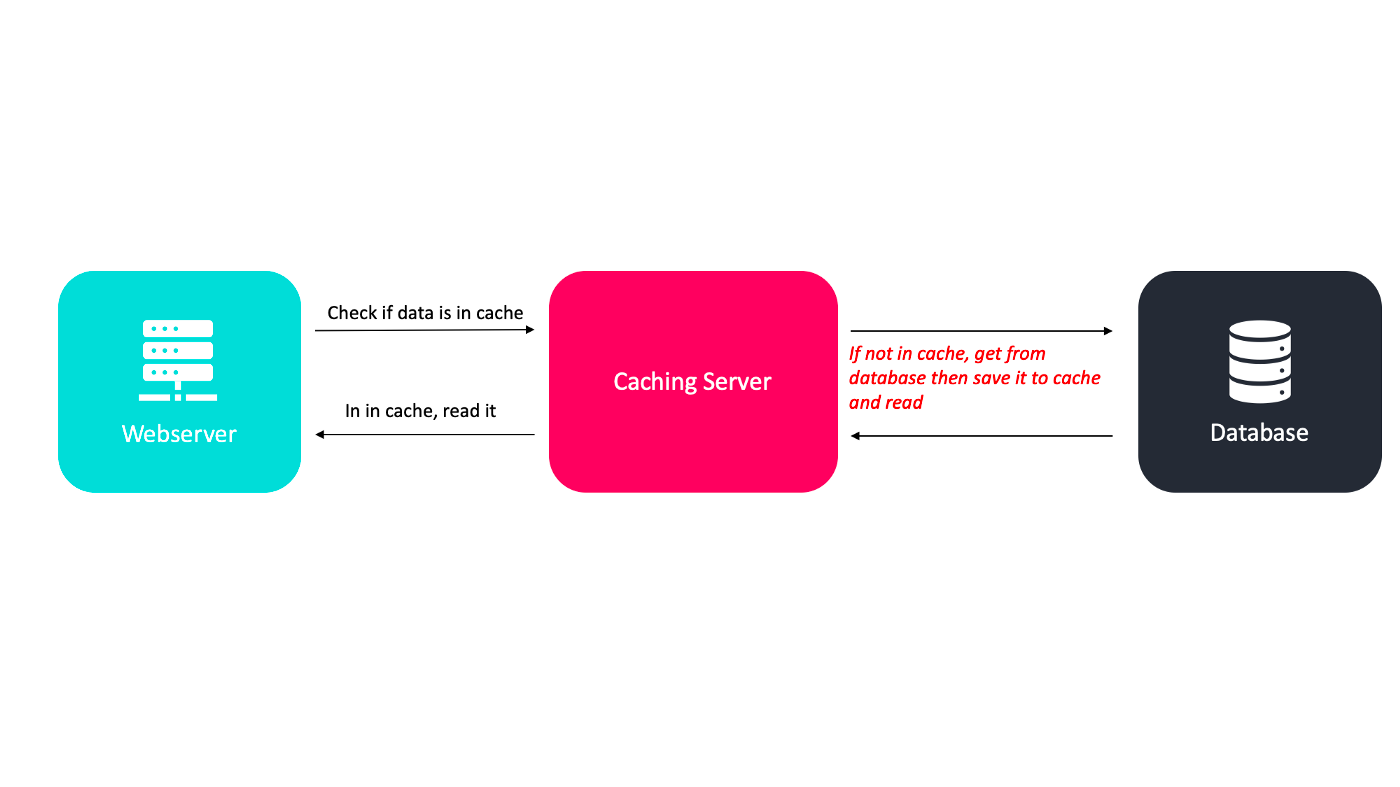 Check if data is in cache
In in cache, read it
Webserver
Caching Server
If not in cache, get from
database then save it to cache
and read
Database